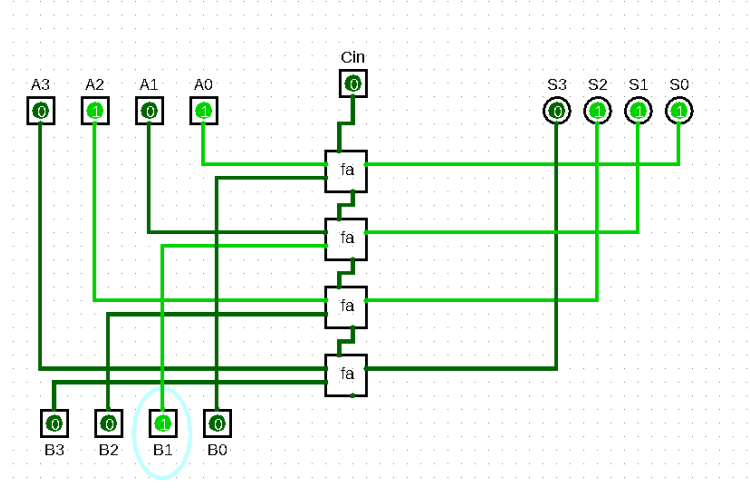 Cin
A3 A2 A1 A0
S3 S2 S1 S0
0
0 1 0 1
0 1 1 1
fa
fa
fa
fa
0 0 1 0
B3 B2 B1 B0